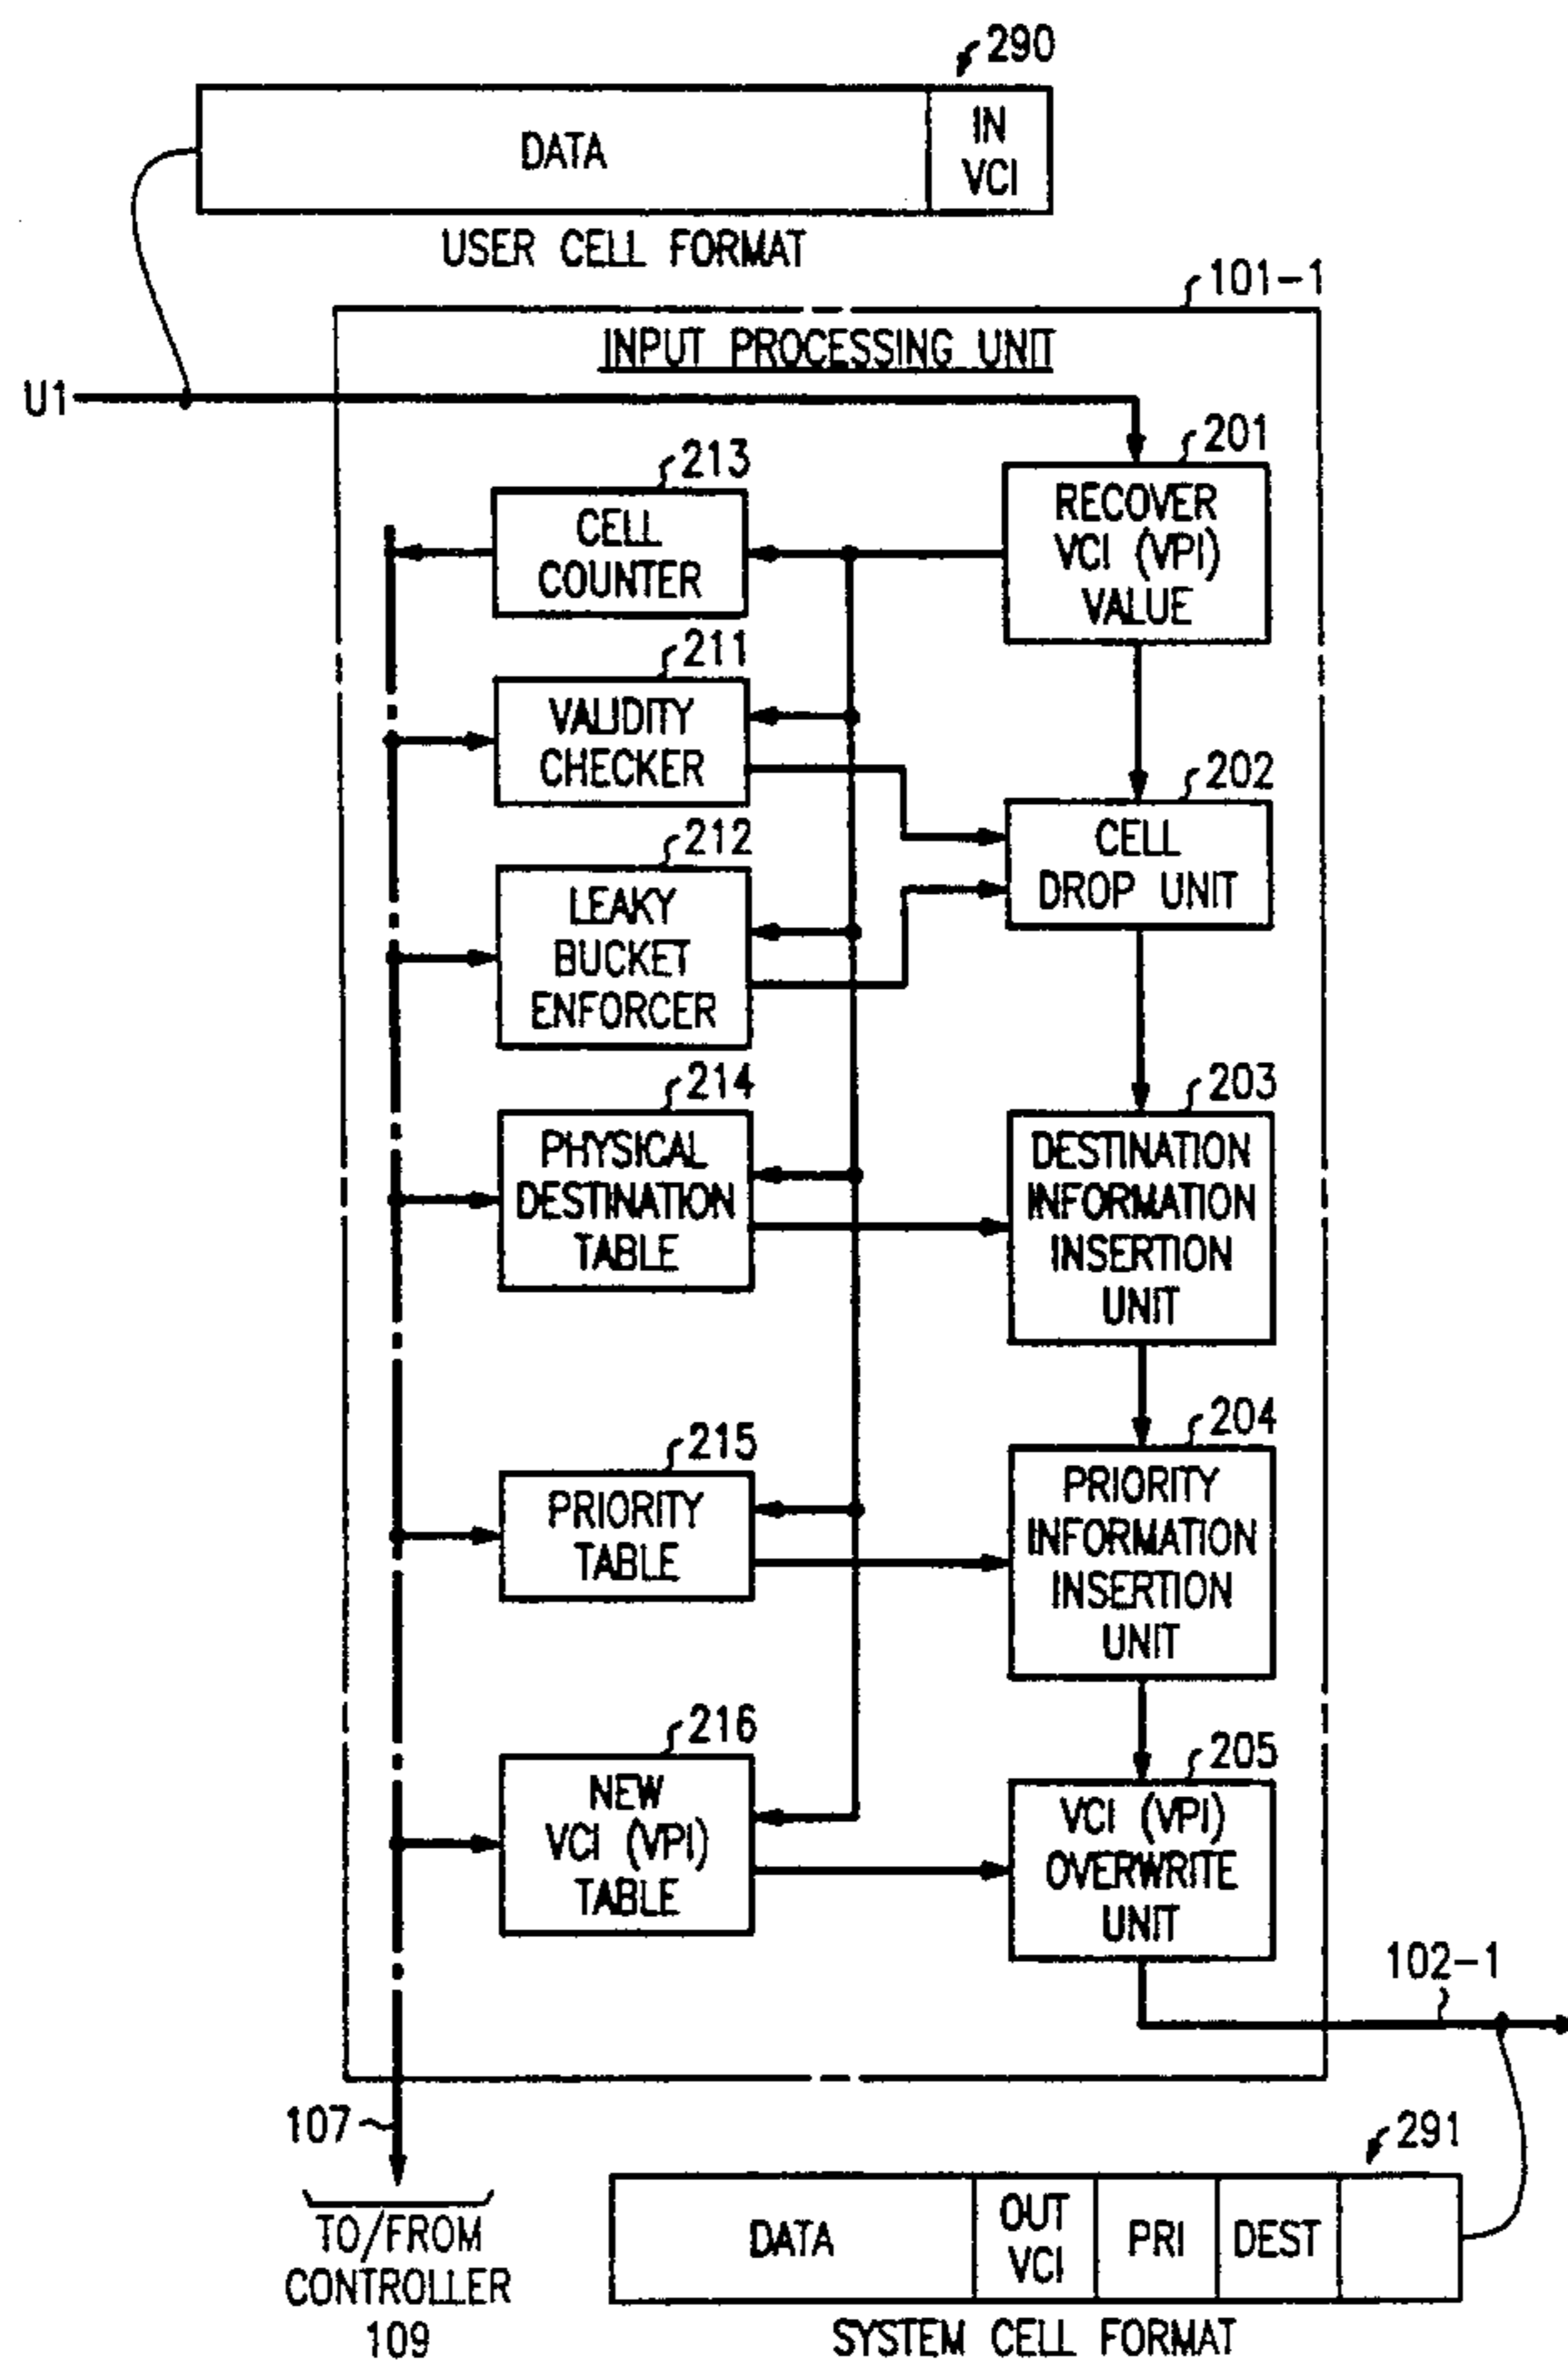 290
DATA
IN
VCI
USER CELL FORMAT
101-1
INPUT PROCESSING UNIT
U1
201
213
RECOVER
VCI (VPI)
VALUE
CELL
COUNTER
211
VALIDITY
CHECKER
202
CELL
DROP UNIT
212
LEAKY
BUCKET
ENFORCER
214
PHYSICAL
DESTINATION
TABLE
203
DESTINATION
INFORMATION
INSERTION
UNIT
204
PRIORITY
INFORMATION
INSERTION
UNIT
215
PRIORITY
TABLE
216
NEW
VCI (VPI)
TABLE
205
VCI (VPI)
OVERWRITE
UNIT
102-1
107
TO/FROM
CONTROLLER
109
291
DATA
OUT
VCI
PRI
DEST
SYSTEM CELL FORMAT